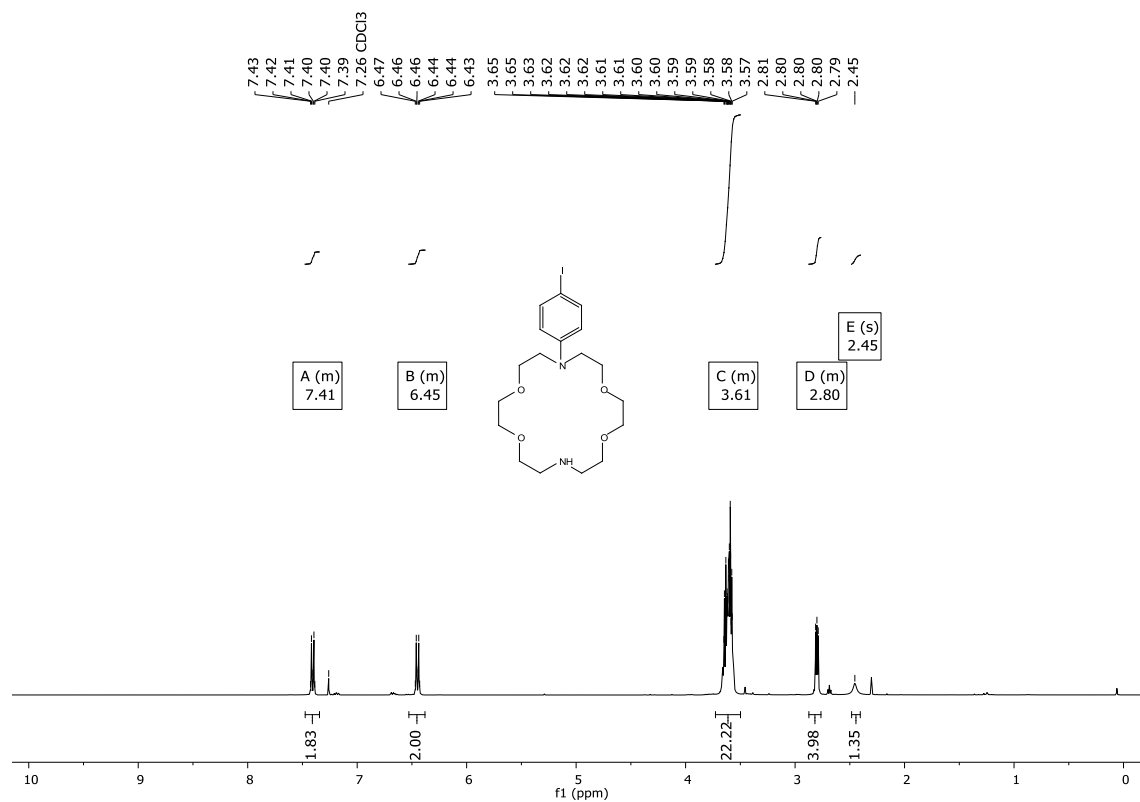 7.43
7.42
7.41
7.40
7.40
7.39
7.26 CDCl3
6.47
6.46
6.46
6.44
6.44
6.43
3.65
3.65
3.63
3.62
3.62
3.62
3.61
3.61
3.60
3.60
3.59
3.59
3.58
3.58
3.57
2.81
2.80
2.80
2.80
2.79
2.45
I
N
O
O
O
O
NH
E (s)
2.45
A (m)
7.41
B (m)
6.45
C (m)
3.61
D (m)
2.80
1.83
2.00
22.22
3.98
1.35
10 9 8 7 6 5 4 3 2 1 0
f1 (ppm)